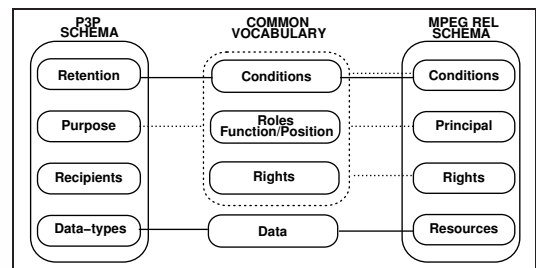 P3P
SCHEMA
COMMON
VOCABULARY
MPEG REL
SCHEMA
Retention
Conditions
Conditions
Purpose
Roles
Function/Position
Principal
Recipients
Rights
Rights
Data−types
Data
Resources